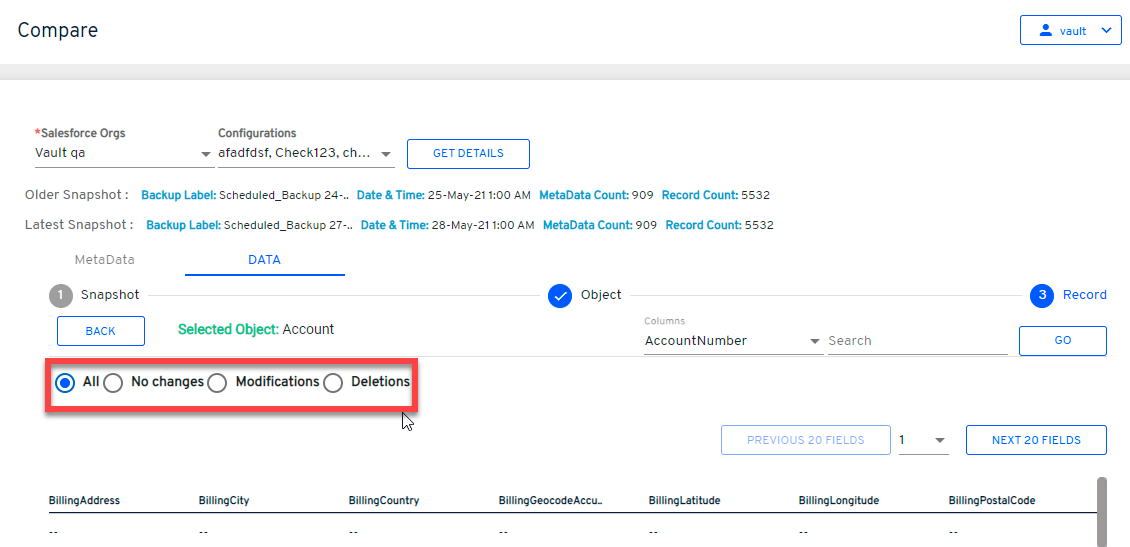 Compare
vault
*Salesforce Orgs
Configurations
Vault qa
afadfdsf, Check123, ch...
GET DETAILS
Older Snapshot : Backup Label: Scheduled_Backup 24-.. Date & Time: 25-May-21 1:00 AM MetaData Count: 909 Record Count: 5532
Latest Snapshot : Backup Label: Scheduled_Backup 27-.. Date & Time: 28-May-21 1:00 AM MetaData Count: 909 Record Count: 5532
MetaData DATA
1 Snapshot Object 3 Record
BACK
Selected Object: Account
Columns
AccountNumber
Search
GO
All No changes Modifications Deletions
PREVIOUS 20 FIELDS 1 NEXT 20 FIELDS
BillingAddress BillingCity BillingCountry BillingGeocodeAccu.. BillingLatitude BillingLongitude BillingPostalCode
-- -- -- -- -- -- --